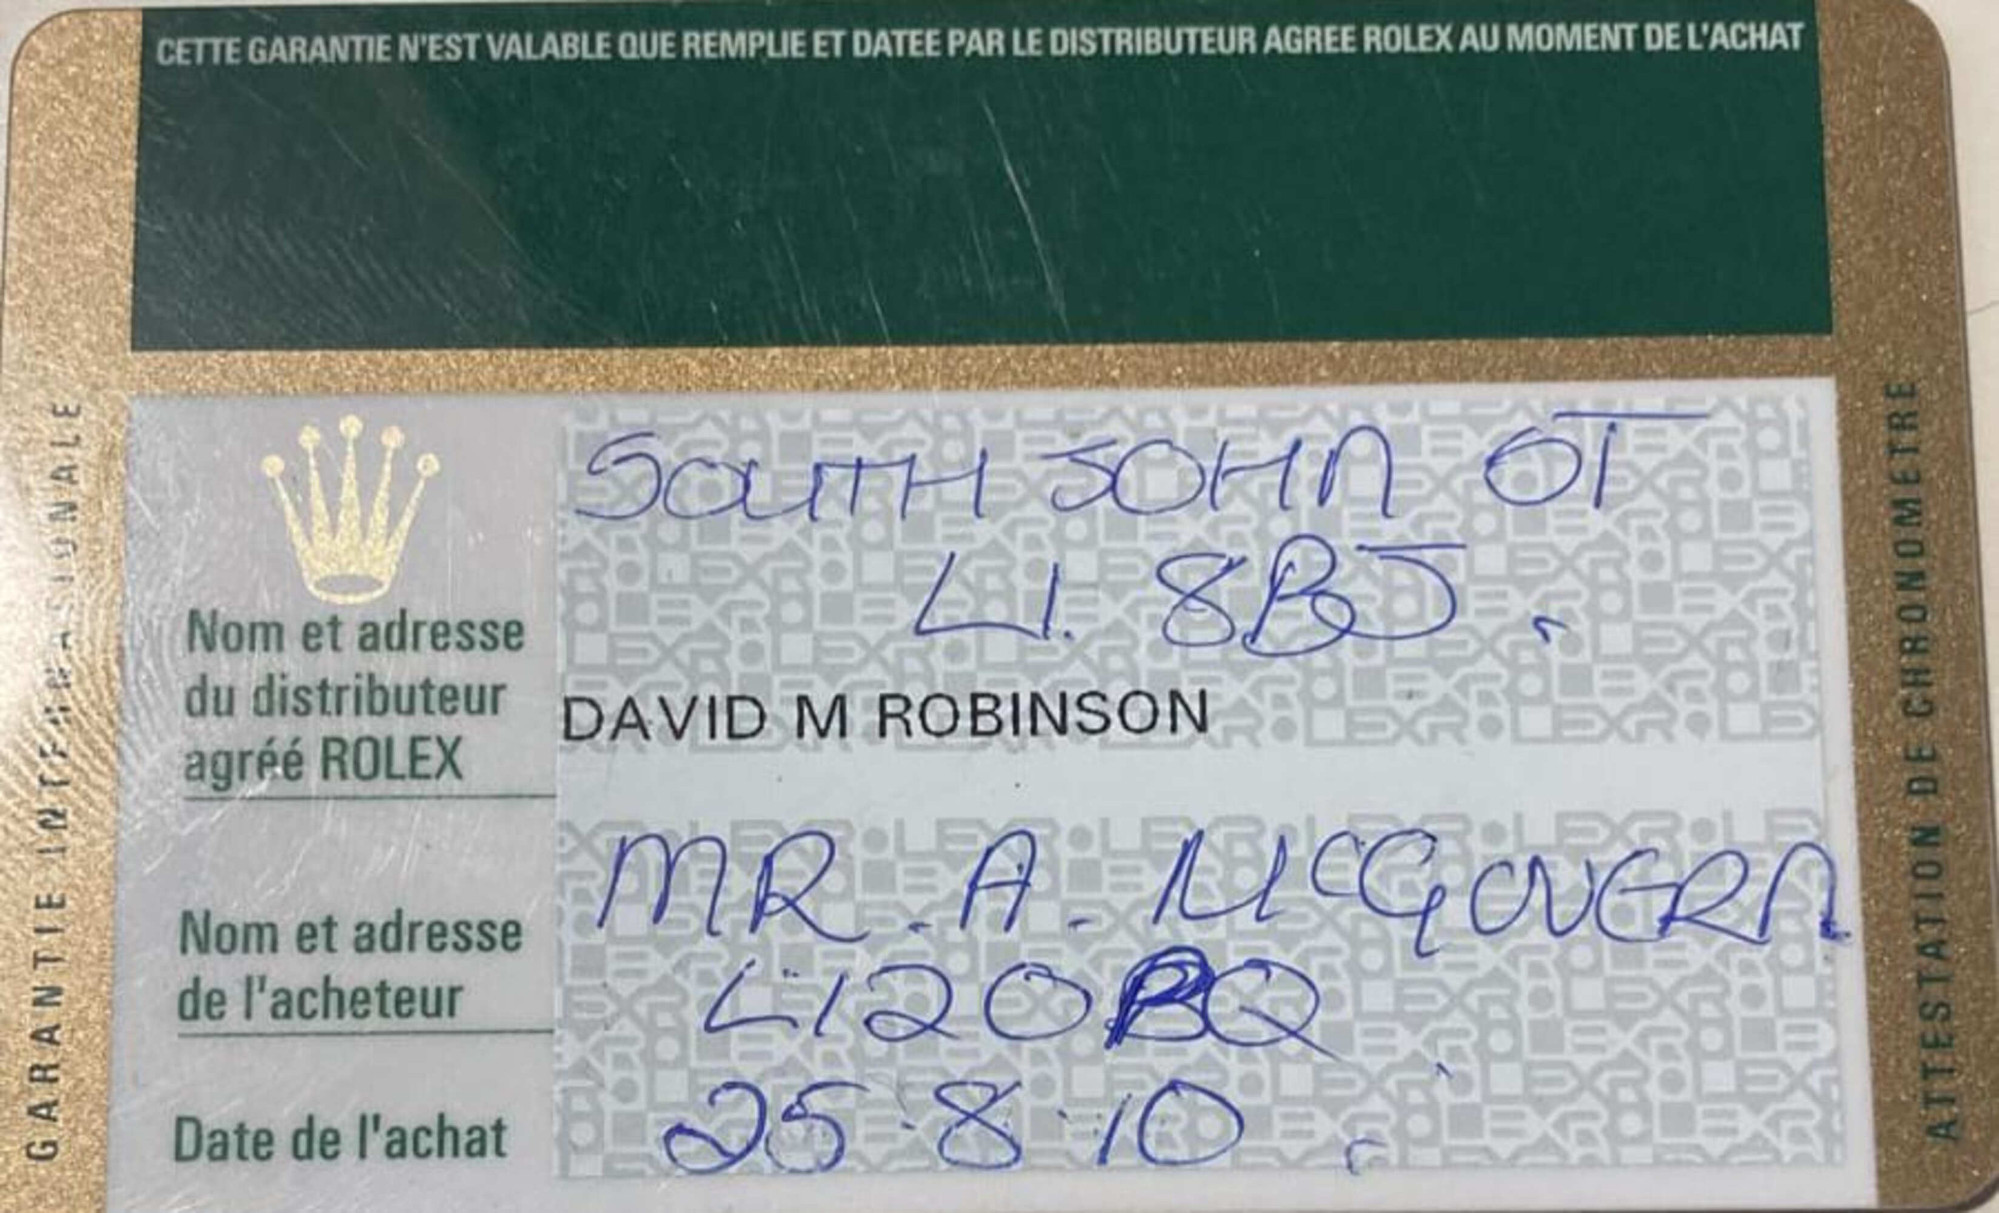 CETTE GARANTIE N'EST VALABLE QUE REMPLIE ET DATEE PAR LE DISTRIBUTEUR AGREE ROLEX AU MOMENT DE L'ACHAT
GARANTIE INTERNATIONALE
SOUTH JOHN ST
L1. 8BJ.
Nom et adresse
du distributeur
agréé ROLEX
DAVID M ROBINSON
MR. A. McGOVERN
L12 0BQ
Nom et adresse
de l'acheteur
Date de l'achat
25.8.10.
ATTESTATION DE CHRONOMETRE